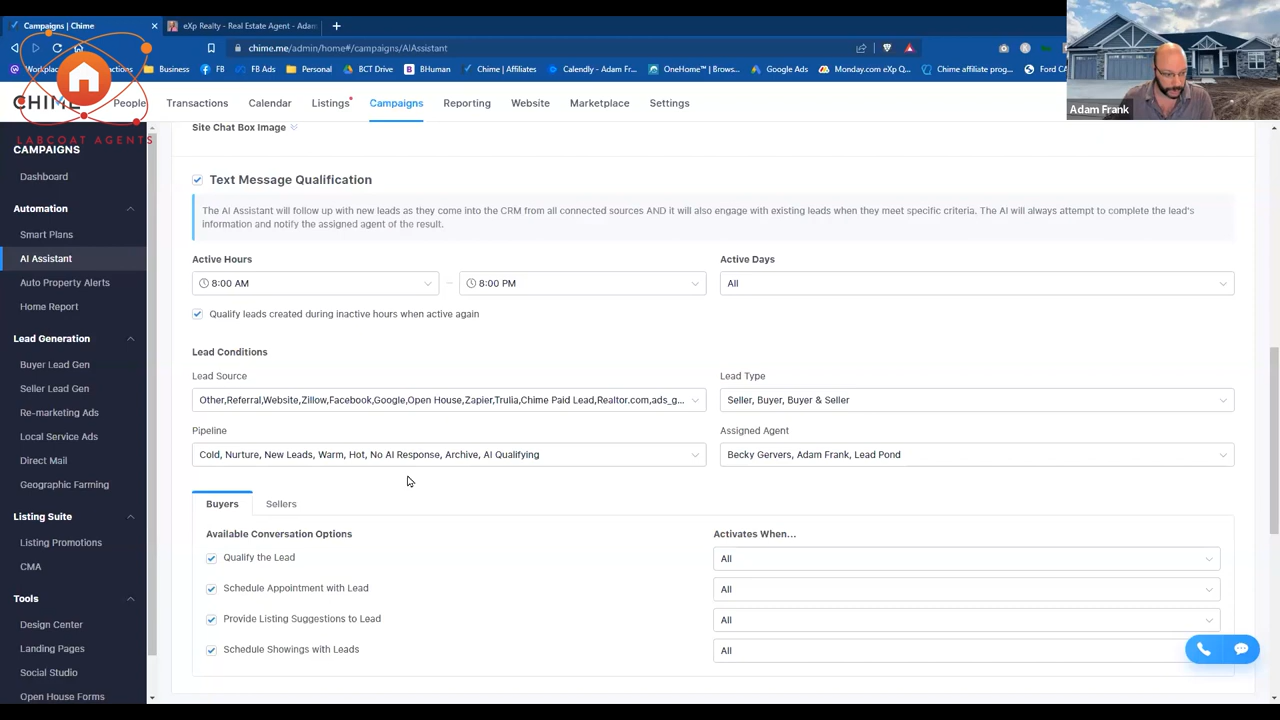 Campaigns | Chime
eXp Realty - Real Estate Agent - Adam
chime.me/admin/home#/campaigns/AIAssistant
Business
FB
FB Ads
Personal
BCT Drive
BHuman
Chime | Affiliates
Calendly - Adam Fr...
OneHome™ | Brows...
Google Ads
Monday.com eXp Q...
Chime affiliate prog...
Ford CA
Adam Frank
CHIME
LABCOAT AGENTS
People
Transactions
Calendar
Listings
Campaigns
Reporting
Website
Marketplace
Settings
CAMPAIGNS
Dashboard
Automation
Smart Plans
AI Assistant
Auto Property Alerts
Home Report
Lead Generation
Buyer Lead Gen
Seller Lead Gen
Re-marketing Ads
Local Service Ads
Direct Mail
Geographic Farming
Listing Suite
Listing Promotions
CMA
Tools
Design Center
Landing Pages
Social Studio
Open House Forms
Site Chat Box Image
Text Message Qualification
The AI Assistant will follow up with new leads as they come into the CRM from all connected sources AND it will also engage with existing leads when they meet specific criteria. The AI will always attempt to complete the lead's
information and notify the assigned agent of the result.
Active Hours
Active Days
8:00 AM
8:00 PM
All
Qualify leads created during inactive hours when active again
Lead Conditions
Lead Source
Lead Type
Other,Referral,Website,Zillow,Facebook,Google,Open House,Zapier,Trulia,Chime Paid Lead,Realtor.com,ads_g...
Seller, Buyer, Buyer & Seller
Pipeline
Assigned Agent
Cold, Nurture, New Leads, Warm, Hot, No AI Response, Archive, AI Qualifying
Becky Gervers, Adam Frank, Lead Pond
Buyers
Sellers
Available Conversation Options
Activates When...
Qualify the Lead
All
Schedule Appointment with Lead
All
Provide Listing Suggestions to Lead
All
Schedule Showings with Leads
All